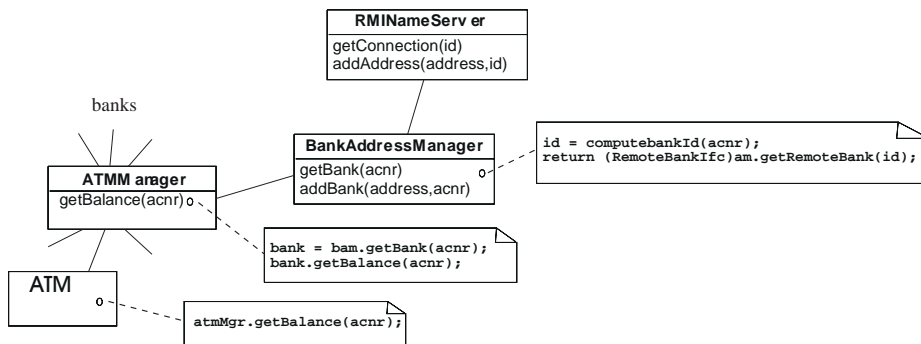 RMINameServ er
getConnection(id)
addAddress(address,id)
banks
BankAddressManager
getBank(acnr)
addBank(address,acnr)
id = computebankId(acnr);
return (RemoteBankIfc)am.getRemoteBank(id);
ATMM anager
getBalance(acnr)
bank = bam.getBank(acnr);
bank.getBalance(acnr);
ATM
atmMgr.getBalance(acnr);